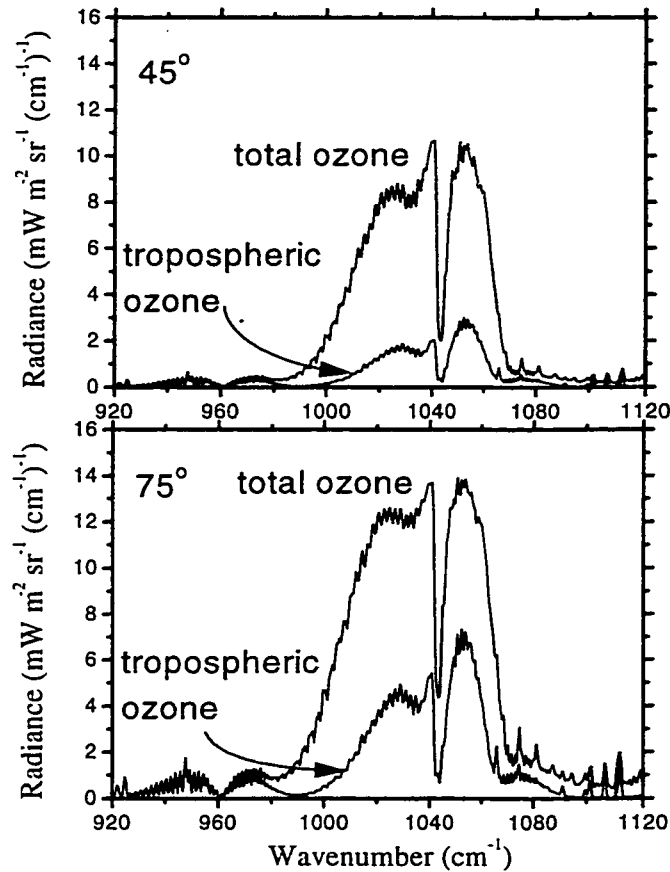 16
14
12
10
8
6
4
2
0
45°
total ozone
tropospheric
ozone
920 960 1000 1040 1080 1120
Radiance (mW m⁻² sr⁻¹ (cm⁻¹)⁻¹)
16
14
12
10
8
6
4
2
0
75°
total ozone
tropospheric
ozone
920 960 1000 1040 1080 1120
Radiance (mW m⁻² sr⁻¹ (cm⁻¹)⁻¹)
Wavenumber (cm⁻¹)